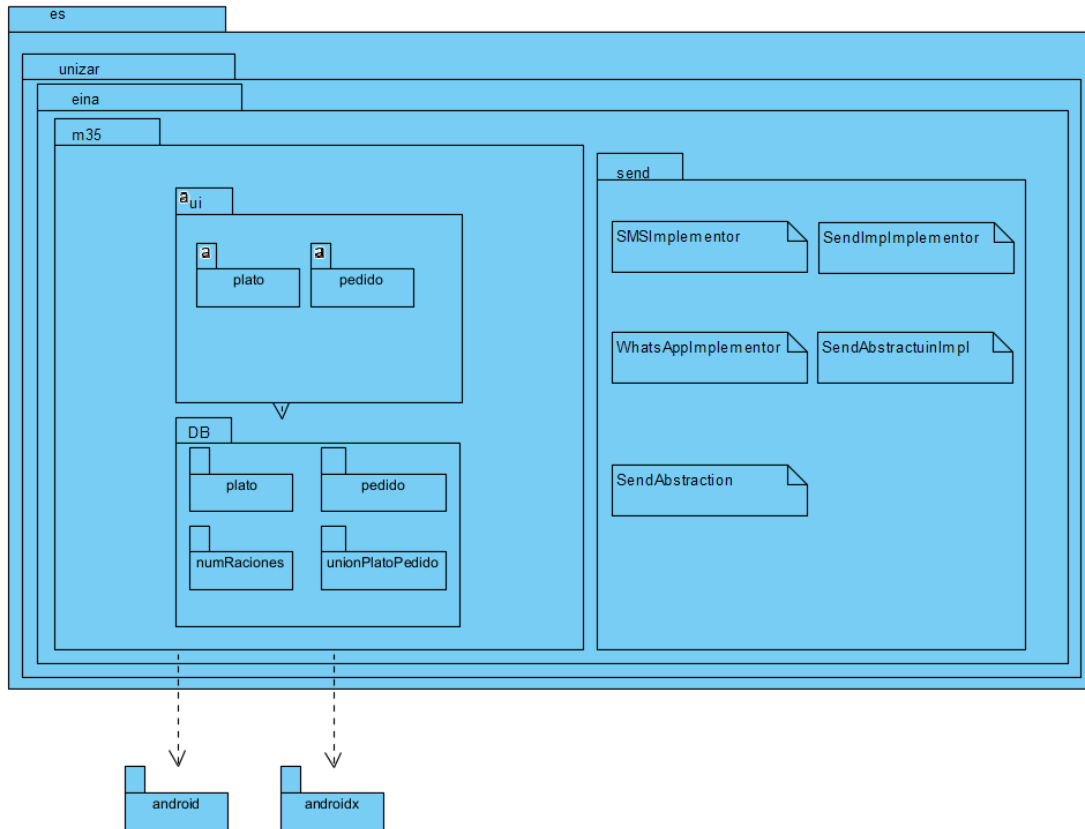 es
unizar
eina
m35
send
a ui
SMSImplementor
SendImpImplementor
a
a
plato
pedido
WhatsAppImplementor
SendAbstractuinImpl
DB
plato
pedido
SendAbstraction
numRaciones
unionPlatoPedido
android
androidx